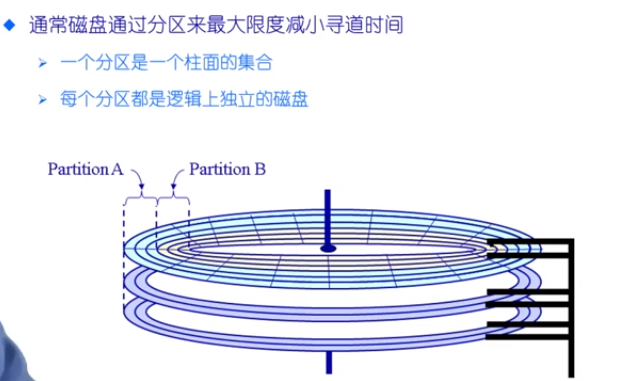 通常磁盘通过分区来最大限度减小寻道时间
一个分区是一个柱面的集合
每个分区都是逻辑上独立的磁盘
Partition A
Partition B